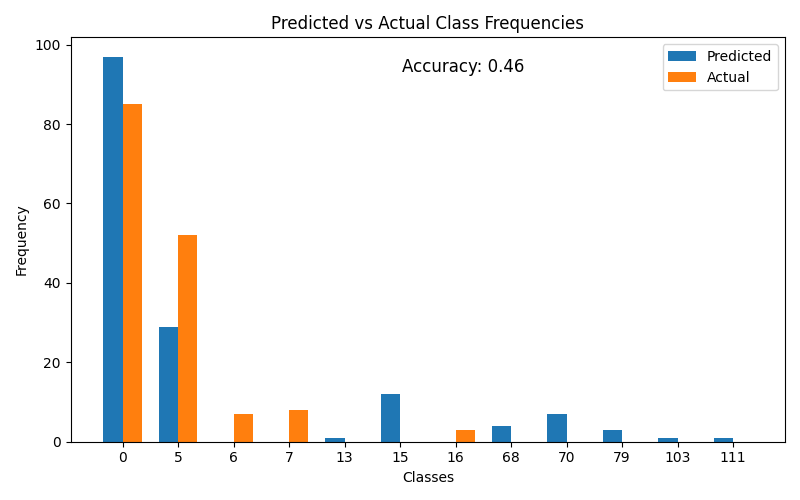 Predicted vs Actual Class Frequencies
Accuracy: 0.46
Predicted
Actual
Frequency
100
80
60
40
20
0
0 5 6 7 13 15 16 68 70 79 103 111
Classes